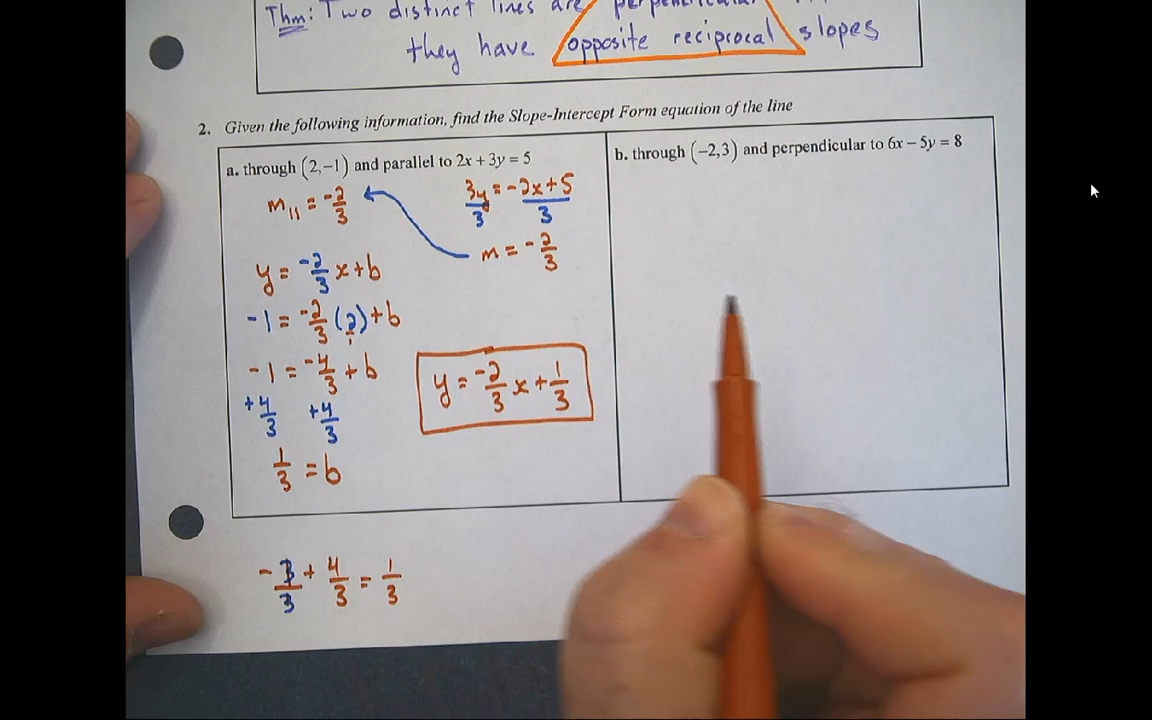 Thm: Two distinct lines are perpendicular
they have opposite reciprocal slopes
2. Given the following information, find the Slope-Intercept Form equation of the line
a. through (2,−1) and parallel to 2x + 3y = 5
m₁₁ = -2/3
3y/3 = -2x+5/3
m = -2/3
y = -2/3 x + b
-1 = -2/3 (2) + b
-1 = -4/3 + b
+4/3 +4/3
1/3 = b
y = -2/3 x + 1/3
-3/3 + 4/3 = 1/3
b. through (−2,3) and perpendicular to 6x − 5y = 8